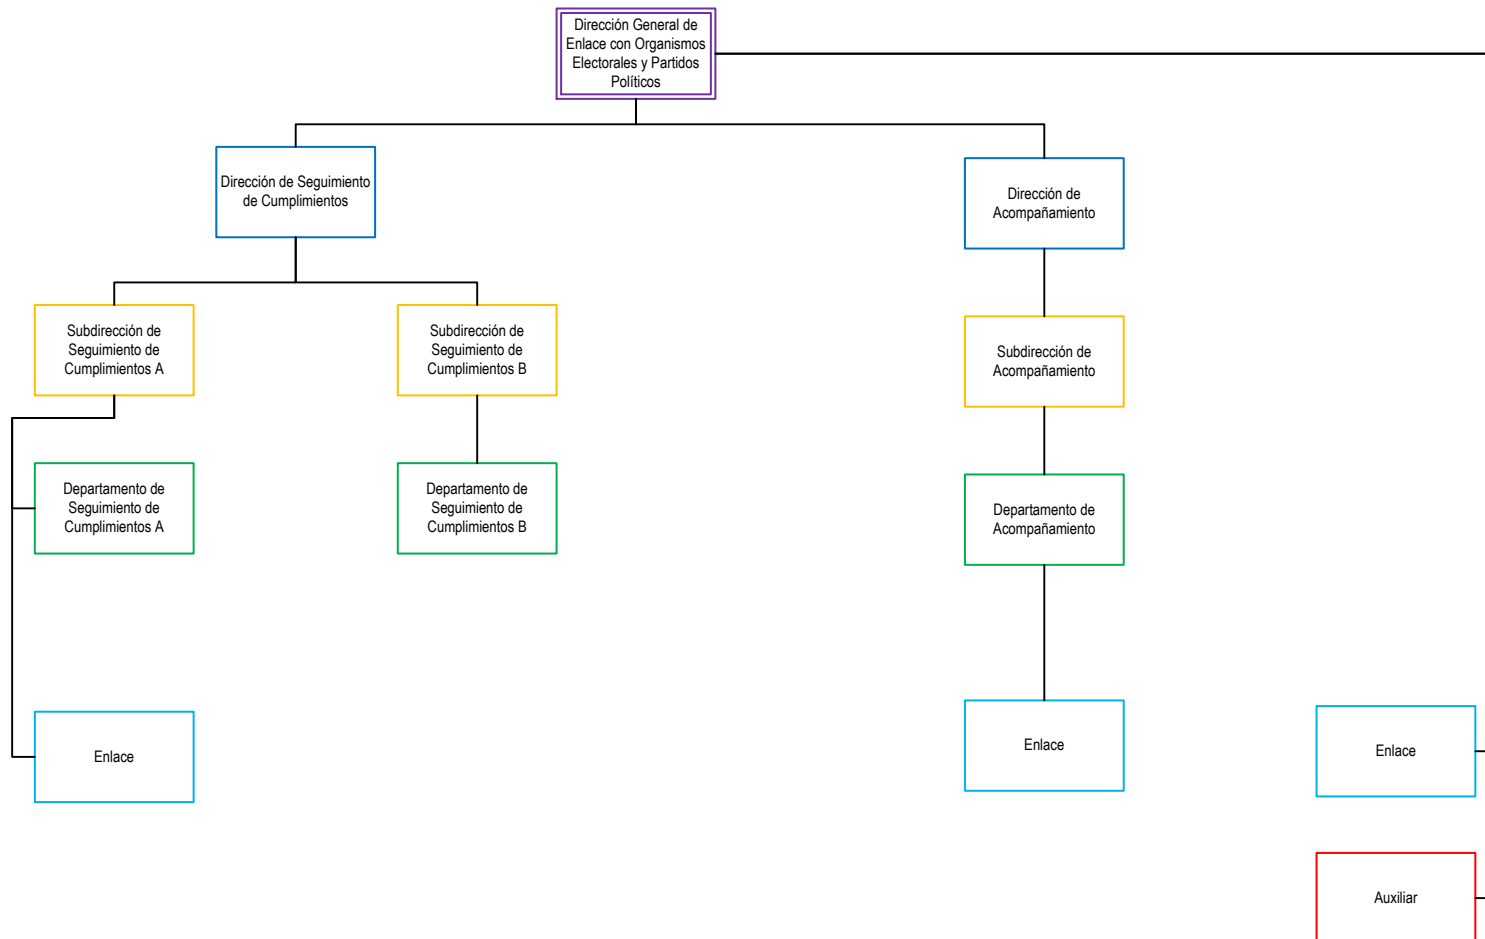 Dirección General de
Enlace con Organismos
Electorales y Partidos
Políticos
Dirección de Seguimiento
de Cumplimientos
Dirección de
Acompañamiento
Subdirección de
Seguimiento de
Cumplimientos A
Subdirección de
Seguimiento de
Cumplimientos B
Subdirección de
Acompañamiento
Departamento de
Seguimiento de
Cumplimientos A
Departamento de
Seguimiento de
Cumplimientos B
Departamento de
Acompañamiento
Enlace
Enlace
Enlace
Auxiliar